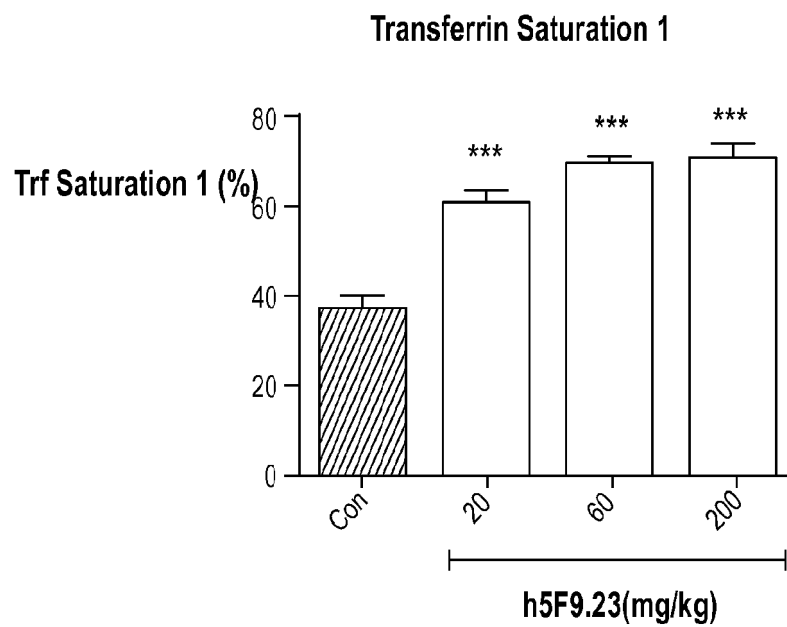 Transferrin Saturation 1
Trf Saturation 1 (%)
80
60
40
20
0
***
***
***
Con
20
60
200
h5F9.23(mg/kg)